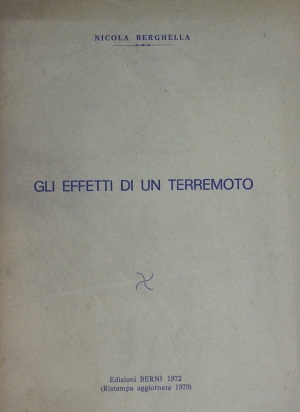 NICOLA BERGHELLA
GLI EFFETTI DI UN TERREMOTO
Edizioni BERNI 1972
(Ristampa aggiornata 1979)